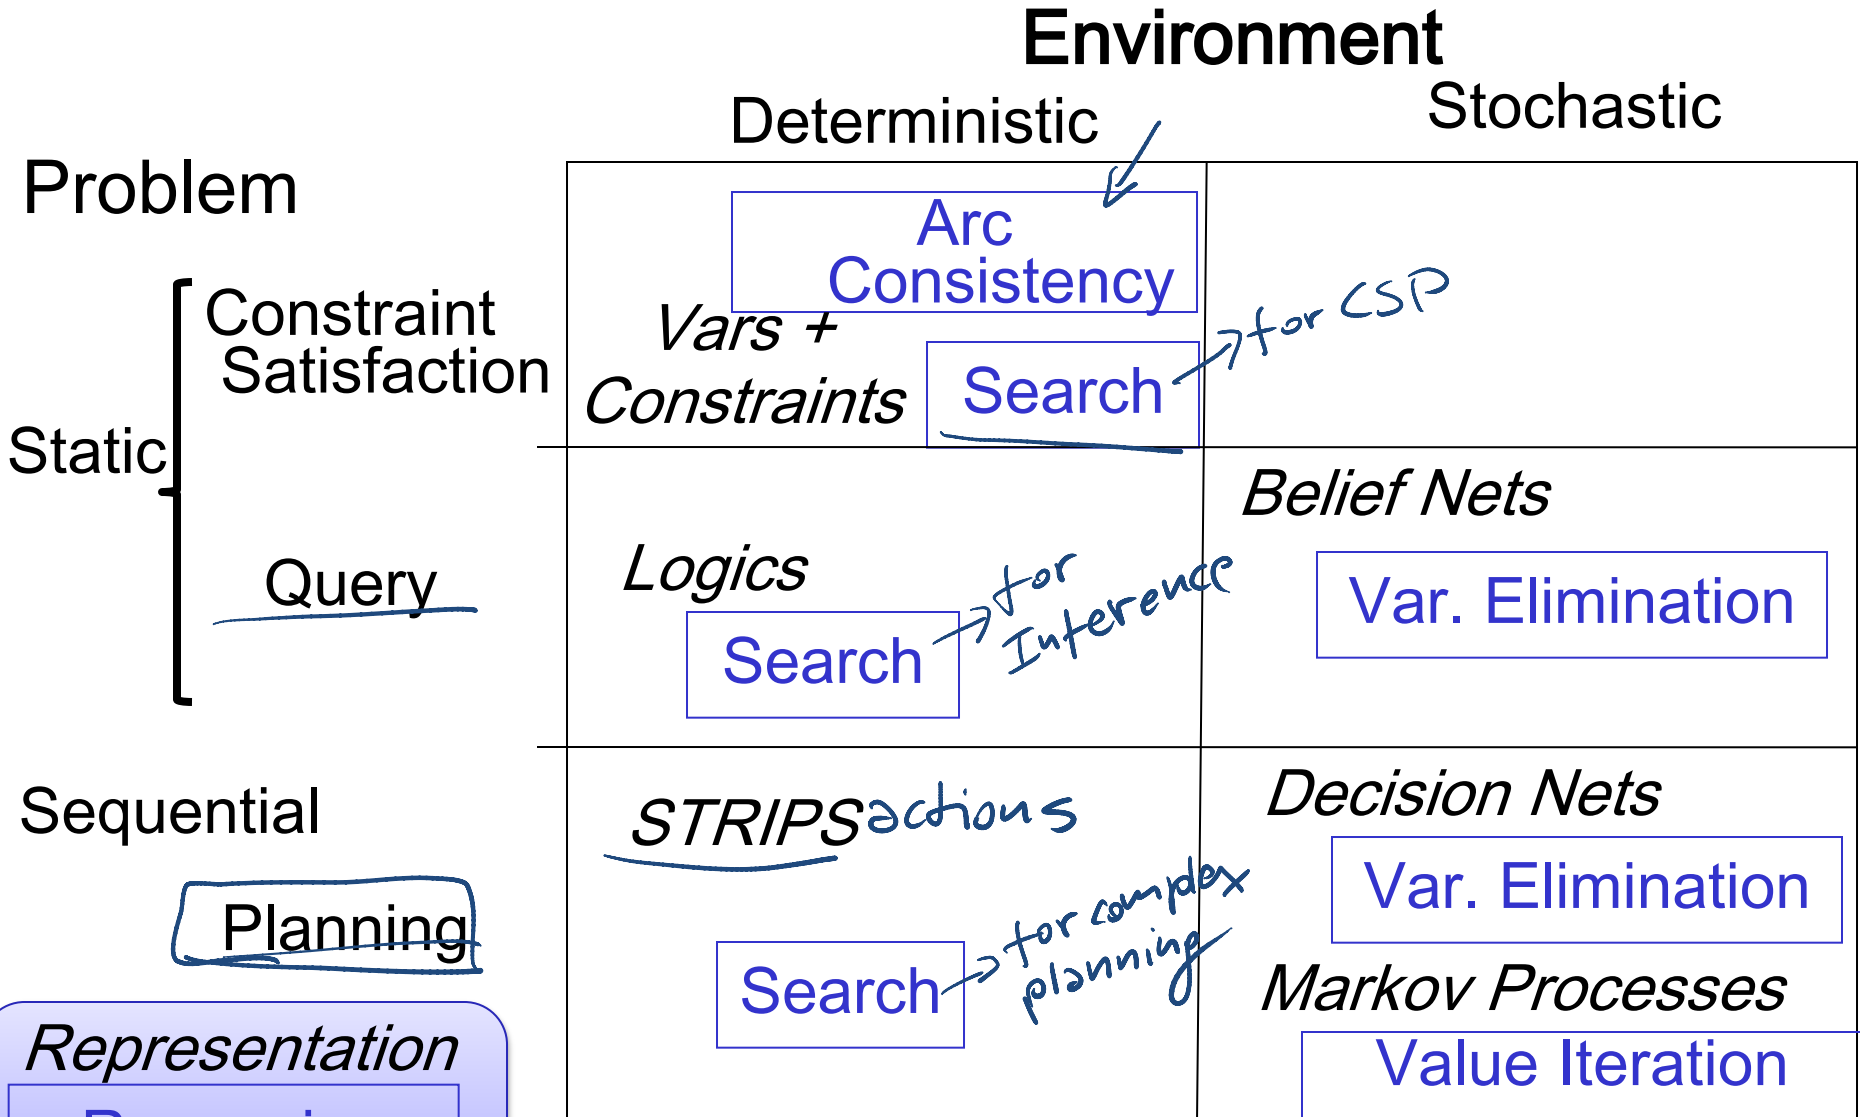 Environment
Deterministic
Stochastic
Problem
Arc
Consistency
Constraint
Satisfaction
Vars +
Constraints
Search
for CSP
Static
Query
Logics
Search
for
Inference
Belief Nets
Var. Elimination
Sequential
Planning
STRIPS actions
Search
for complex
planning
Decision Nets
Var. Elimination
Markov Processes
Value Iteration
Representation